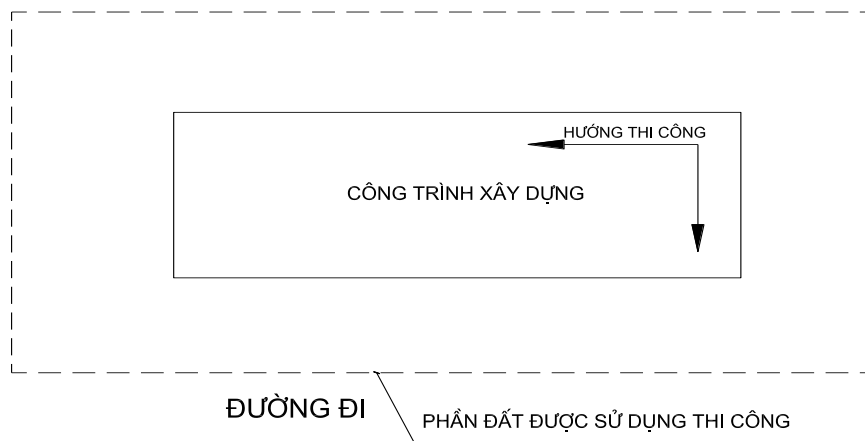 HƯỚNG THI CÔNG
CÔNG TRÌNH XÂY DỰNG
ĐƯỜNG ĐI
PHẦN ĐẤT ĐƯỢC SỬ DỤNG THI CÔNG